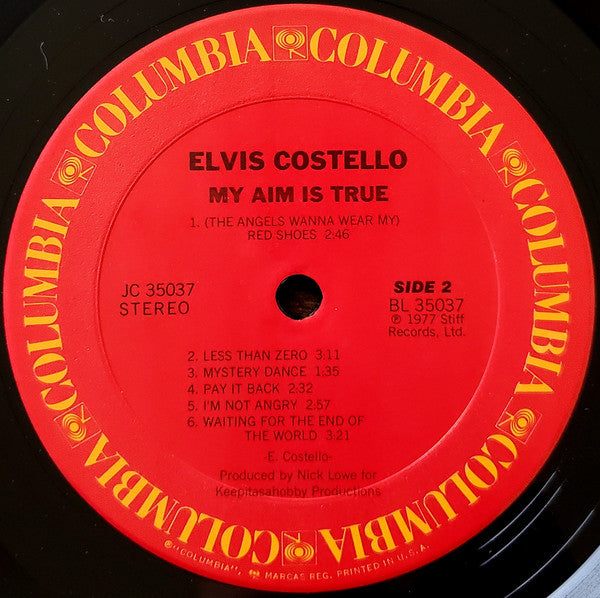 COLUMBIA COLUMBIA COLUMBIA COLUMBIA COLUMBIA COLUMBIA COLUMBIA COLUMBIA
ELVIS COSTELLO
MY AIM IS TRUE
1. (THE ANGELS WANNA WEAR MY)
RED SHOES 2:46
JC 35037
STEREO
SIDE 2
BL 35037
℗ 1977 Stiff
Records, Ltd.
2. LESS THAN ZERO 3:11
3. MYSTERY DANCE 1:35
4. PAY IT BACK 2:32
5. I'M NOT ANGRY 2:57
6. WAITING FOR THE END OF
THE WORLD 3:21
-E. Costello-
Produced by Nick Lowe for
Keepitasahobby Productions
®"COLUMBIA", MARCAS REG. PRINTED IN U.S.A.